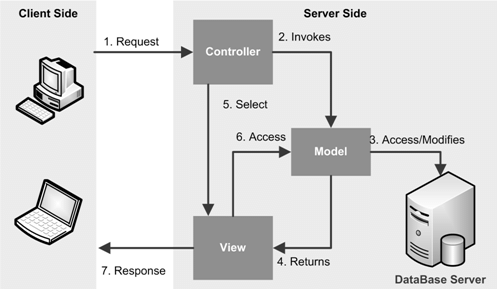 Client Side
Server Side
1. Request
Controller
2. Invokes
5. Select
6. Access
Model
3. Access/Modifies
View
4. Returns
7. Response
DataBase Server